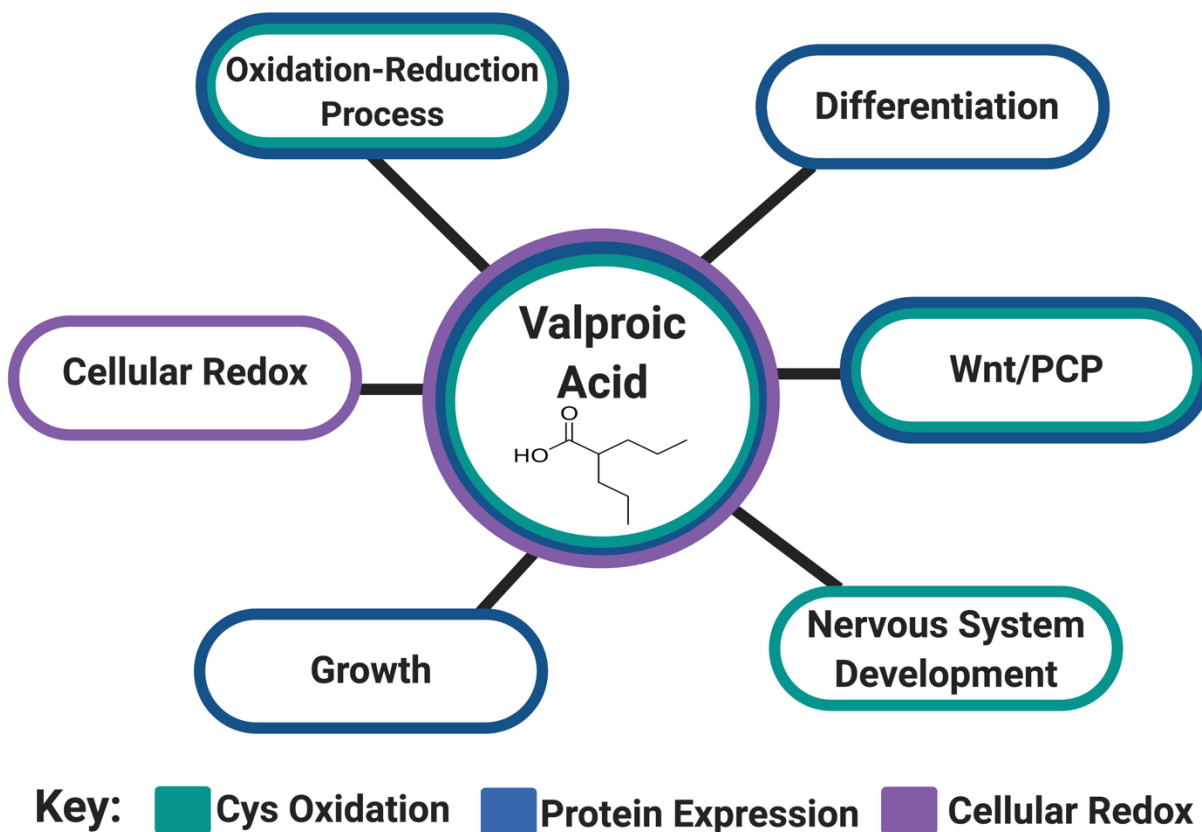 Oxidation-Reduction
Process
Differentiation
Valproic
Acid
O
HO
Cellular Redox
Wnt/PCP
Growth
Nervous System
Development
Key: Cys Oxidation Protein Expression Cellular Redox